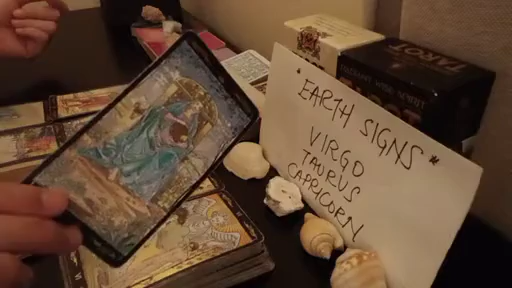 * EARTH SIGNS *
VIRGO
TAURUS
CAPRICORN
TAROT